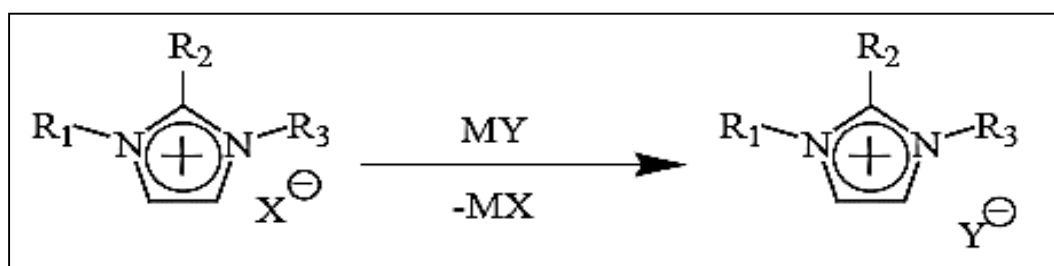 R₂ R₂
R₁ N + N R₃ MY R₁ N + N R₃
X⊖ -MX Y⊖